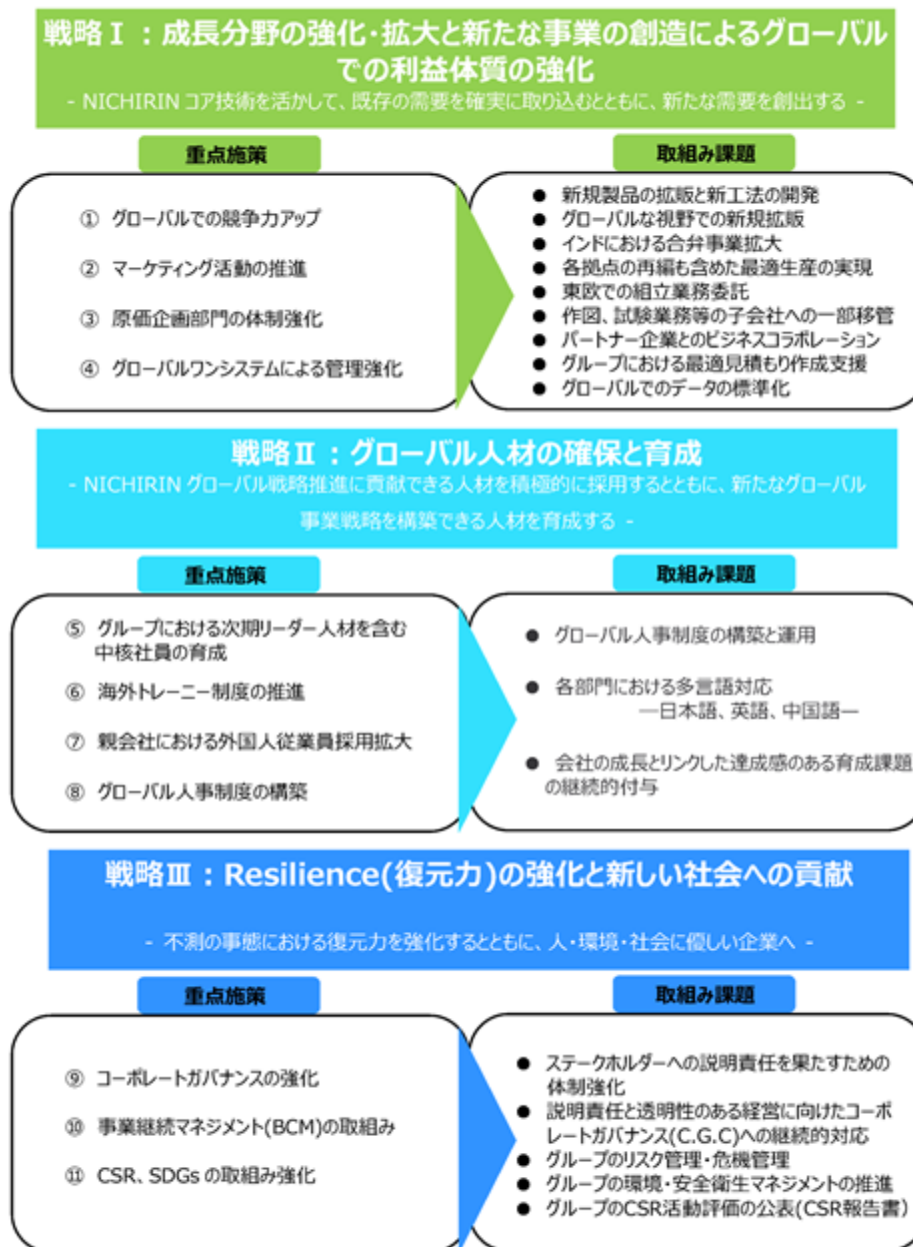 戦略Ⅰ：成長分野の強化･拡大と新たな事業の創造によるグローバル
での利益体質の強化
- NICHIRIN コア技術を活かして、既存の需要を確実に取り込むとともに、新たな需要を創出する -
重点施策
① グローバルでの競争力アップ
② マーケティング活動の推進
③ 原価企画部門の体制強化
④ グローバルワンシステムによる管理強化
取組み課題
● 新規製品の拡販と新工法の開発
● グローバルな視野での新規拡販
● インドにおける合弁事業拡大
● 各拠点の再編も含めた最適生産の実現
● 東欧での組立業務委託
● 作図、試験業務等の子会社への一部移管
● パートナー企業とのビジネスコラボレーション
● グループにおける最適見積もり作成支援
● グローバルでのデータの標準化
戦略Ⅱ：グローバル人材の確保と育成
- NICHIRIN グローバル戦略推進に貢献できる人材を積極的に採用するとともに、新たなグローバル
事業戦略を構築できる人材を育成する -
重点施策
⑤ グループにおける次期リーダー人材を含む
中核社員の育成
⑥ 海外トレーニー制度の推進
⑦ 親会社における外国人従業員採用拡大
⑧ グローバル人事制度の構築
取組み課題
● グローバル人事制度の構築と運用
● 各部門における多言語対応
―日本語、英語、中国語―
● 会社の成長とリンクした達成感のある育成課題
の継続的付与
戦略Ⅲ：Resilience(復元力)の強化と新しい社会への貢献
- 不測の事態における復元力を強化するとともに、人・環境・社会に優しい企業へ -
重点施策
⑨ コーポレートガバナンスの強化
⑩ 事業継続マネジメント(BCM)の取組み
⑪ CSR、SDGs の取組み強化
取組み課題
● ステークホルダーへの説明責任を果たすための
体制強化
● 説明責任と透明性のある経営に向けたコーポ
レートガバナンス(C.G.C)への継続的対応
● グループのリスク管理・危機管理
● グループの環境・安全衛生マネジメントの推進
● グループのCSR活動評価の公表(CSR報告書)